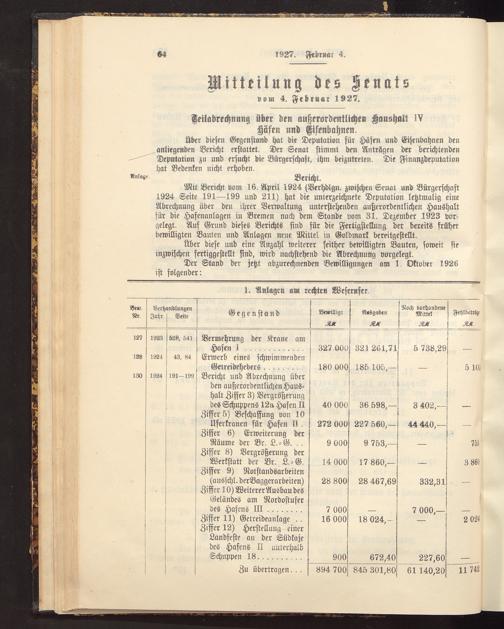 64
1927. Februar 4.
Mitteilung des Senats
vom 4. Februar 1927.
Teilabrechnung über den außerordentlichen Haushalt IV
Häfen und Eisenbahnen.
Über diesen Gegenstand hat die Deputation für Häfen und Eisenbahnen den
anliegenden Bericht erstattet. Der Senat stimmt den Anträgen der berichtenden
Deputation zu und ersucht die Bürgerschaft, ihm beizutreten. Die Finanzdeputation
hat Bedenken nicht erhoben.
Anlage.
Bericht.
Mit Bericht vom 16. April 1924 (Verhdlgn. zwischen Senat und Bürgerschaft
1924 Seite 191—199 und 211) hat die unterzeichnete Deputation letztmalig eine
Abrechnung über den ihrer Verwaltung unterstehenden außerordentlichen Haushalt
für die Hafenanlagen in Bremen nach dem Stande vom 31. Dezember 1923 vor-
gelegt. Auf Grund dieses Berichts sind für die Fertigstellung der bereits früher
bewilligten Bauten und Anlagen neue Mittel in Goldmark bereitgestellt.
Über diese und eine Anzahl weiterer seither bewilligten Bauten, soweit sie
inzwischen fertiggestellt sind, wird nachstehend die Abrechnung vorgelegt.
Der Stand der jetzt abzurechnenden Bewilligungen am 1. Oktober 1926
ist folgender:
1. Anlagen am rechten Weserufer.
Bew. Nr. Verhandlungen Jahr Seite Gegenstand Bewilligt RM Ausgaben RM Noch vorhandene Mittel RM Fehlbeträge RM
127 1923 539, 541 Vermehrung der Krane am
Hafen I 327 000 321 261,71 5 738,29 —
128 1924 43, 84 Erwerb eines schwimmenden
Getreidehebers 180 000 185 105,— — 5 10
130 1924 191—199 Bericht und Abrechnung über
den außerordentlichen Haus-
halt Ziffer 3) Vergrößerung
des Schuppens 12a Hafen II 40 000 36 598,— 3 402,— —
Ziffer 5) Beschaffung von 10
Uferkranen für Hafen II 272 000 227 560,— 44 440,— —
Ziffer 6) Erweiterung der
Räume der Br. L.-G. 9 000 9 753,— — 75
Ziffer 8) Vergrößerung der
Werkstatt der Br. L.-G. 14 000 17 860,— — 3 860
Ziffer 9) Notstandsarbeiten
(ausschl. der Baggerarbeiten) 28 800 28 467,69 332,31 —
Ziffer 10) Weiterer Ausbau des
Geländes am Nordostufer
des Hafens III 7 000 — 7 000,— —
Ziffer 11) Getreideanlage 16 000 18 024,— — 2 024
Ziffer 12) Herstellung einer
Landfeste an der Südkaje
des Hafens II unterhalb
Schuppen 18 900 672,40 227,60 —
Zu übertragen 894 700 845 301,80 61 140,20 11 742